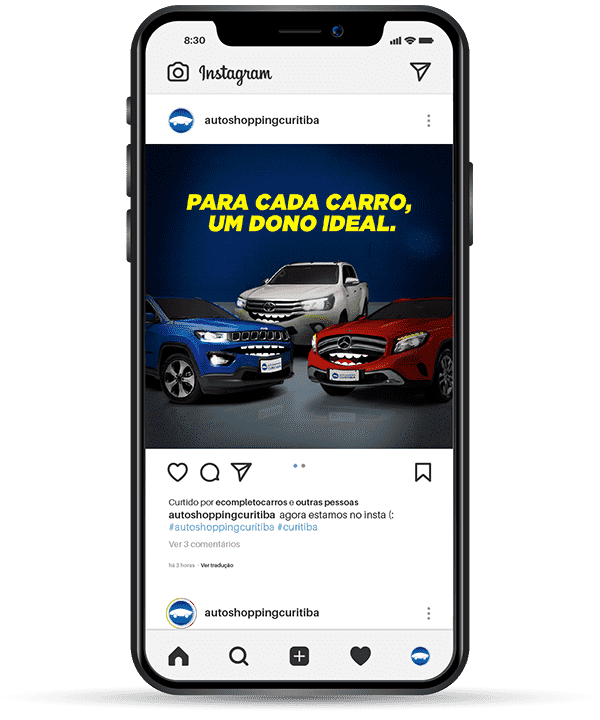 8:30
Instagram
autoshoppingcuritiba
PARA CADA CARRO,
UM DONO IDEAL.
Curtido por ecompletocarros e outras pessoas
autoshoppingcuritiba agora estamos no insta (:
#autoshoppingcuritiba #curitiba
Ver 3 comentários
há 3 horas · Ver tradução
autoshoppingcuritiba